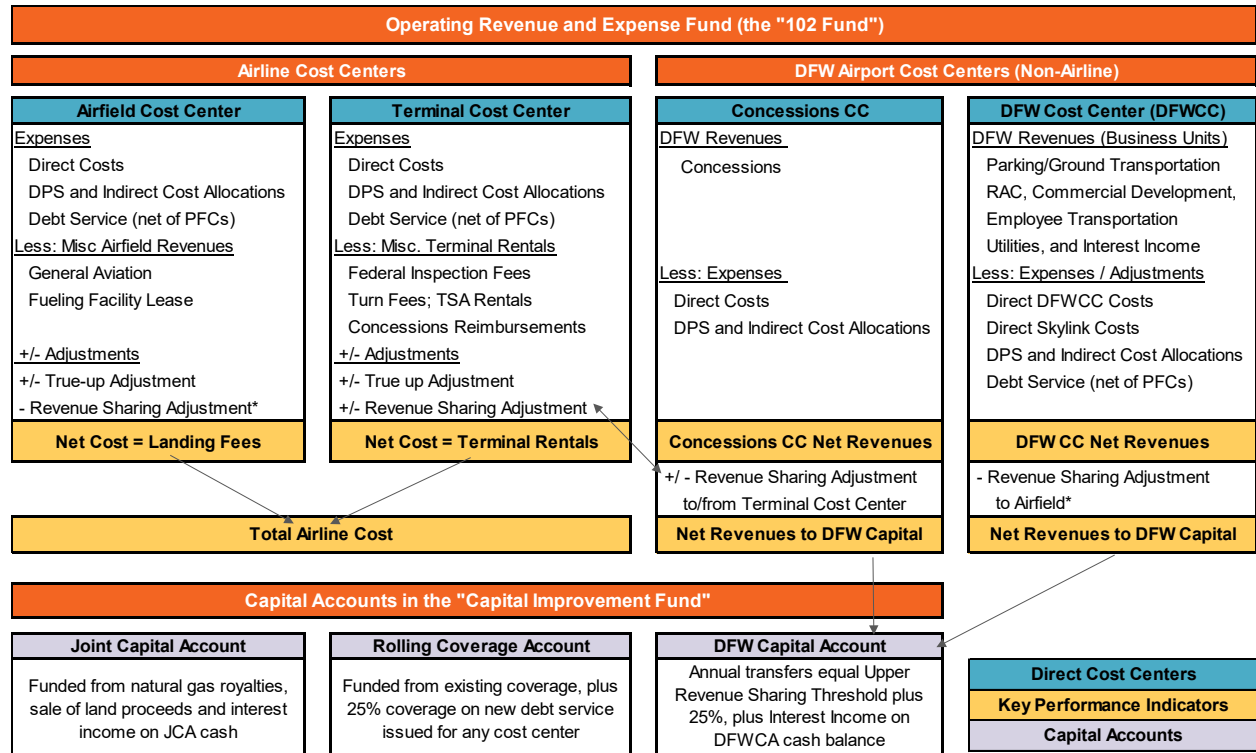 Operating Revenue and Expense Fund (the "102 Fund")
Airline Cost Centers
Airfield Cost Center
Expenses
Direct Costs
DPS and Indirect Cost Allocations
Debt Service (net of PFCs)
Less: Misc Airfield Revenues
General Aviation
Fueling Facility Lease
+/- Adjustments
+/- True-up Adjustment
- Revenue Sharing Adjustment*
Net Cost = Landing Fees
Terminal Cost Center
Expenses
Direct Costs
DPS and Indirect Cost Allocations
Debt Service (net of PFCs)
Less: Misc. Terminal Rentals
Federal Inspection Fees
Turn Fees; TSA Rentals
Concessions Reimbursements
+/- Adjustments
+/- True up Adjustment
+/- Revenue Sharing Adjustment
Net Cost = Terminal Rentals
Total Airline Cost
DFW Airport Cost Centers (Non-Airline)
Concessions CC
DFW Revenues
Concessions
Less: Expenses
Direct Costs
DPS and Indirect Cost Allocations
Concessions CC Net Revenues
+/ - Revenue Sharing Adjustment
to/from Terminal Cost Center
Net Revenues to DFW Capital
DFW Cost Center (DFWCC)
DFW Revenues (Business Units)
Parking/Ground Transportation
RAC, Commercial Development,
Employee Transportation
Utilities, and Interest Income
Less: Expenses / Adjustments
Direct DFWCC Costs
Direct Skylink Costs
DPS and Indirect Cost Allocations
Debt Service (net of PFCs)
DFW CC Net Revenues
- Revenue Sharing Adjustment
to Airfield*
Net Revenues to DFW Capital
Capital Accounts in the "Capital Improvement Fund"
Joint Capital Account
Funded from natural gas royalties,
sale of land proceeds and interest
income on JCA cash
Rolling Coverage Account
Funded from existing coverage, plus
25% coverage on new debt service
issued for any cost center
DFW Capital Account
Annual transfers equal Upper
Revenue Sharing Threshold plus
25%, plus Interest Income on
DFWCA cash balance
Direct Cost Centers
Key Performance Indicators
Capital Accounts